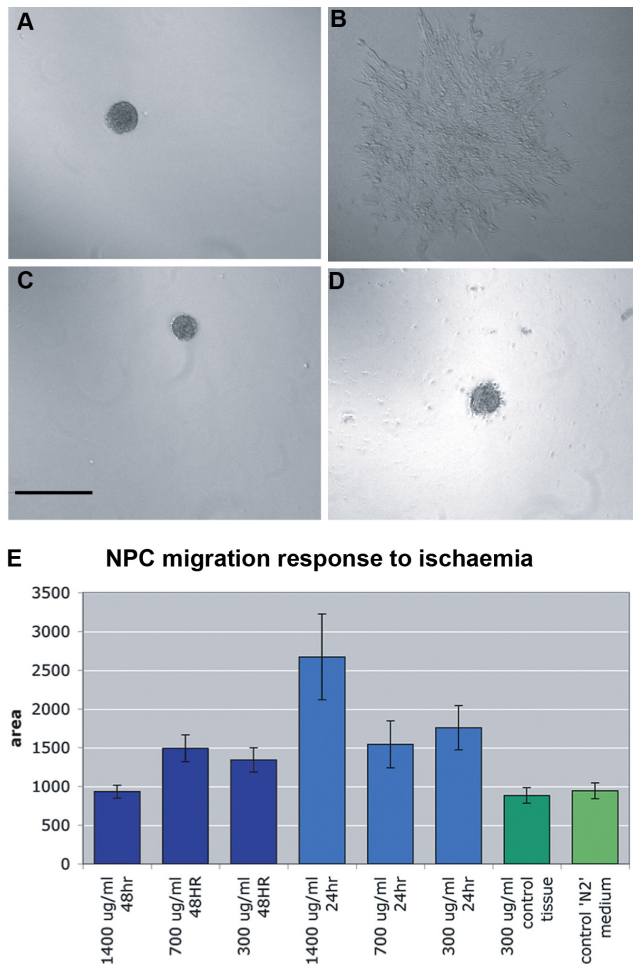 A
B
C
D
E
NPC migration response to ischaemia
3500
3000
2500
2000
1500
1000
500
0
area
1400 ug/ml
48hr
700 ug/ml
48HR
300 ug/ml
48HR
1400 ug/ml
24hr
700 ug/ml
24hr
300 ug/ml
24hr
300 ug/ml
control
tissue
control 'N2'
medium